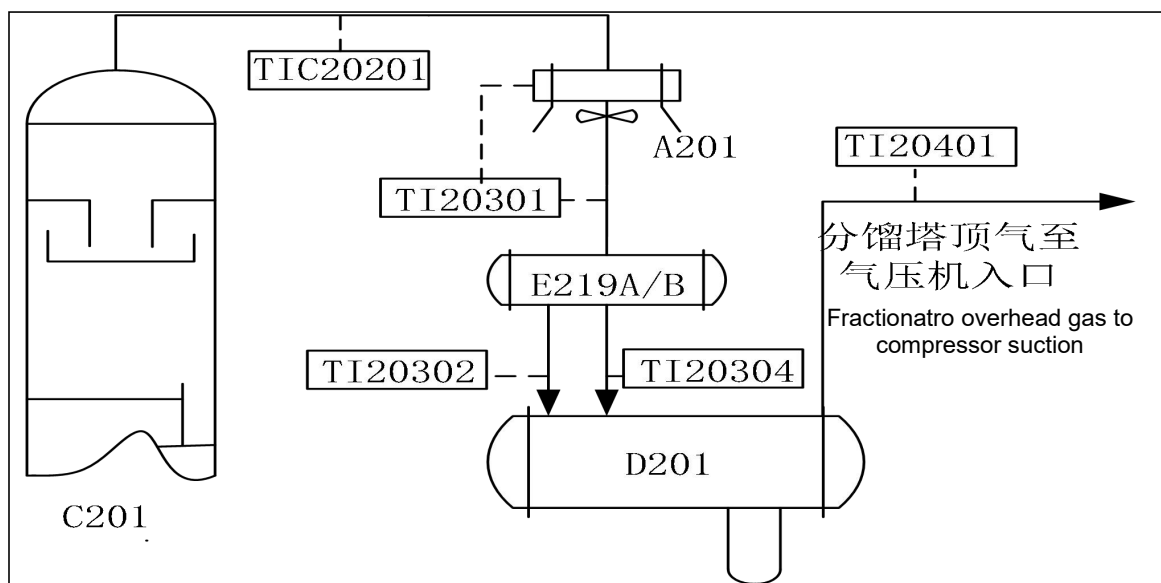 TIC20201
A201
TI20401
TI20301
分馏塔顶气至
气压机入口
E219A/B
Fractionatro overhead gas to
compressor suction
TI20302
TI20304
D201
C201